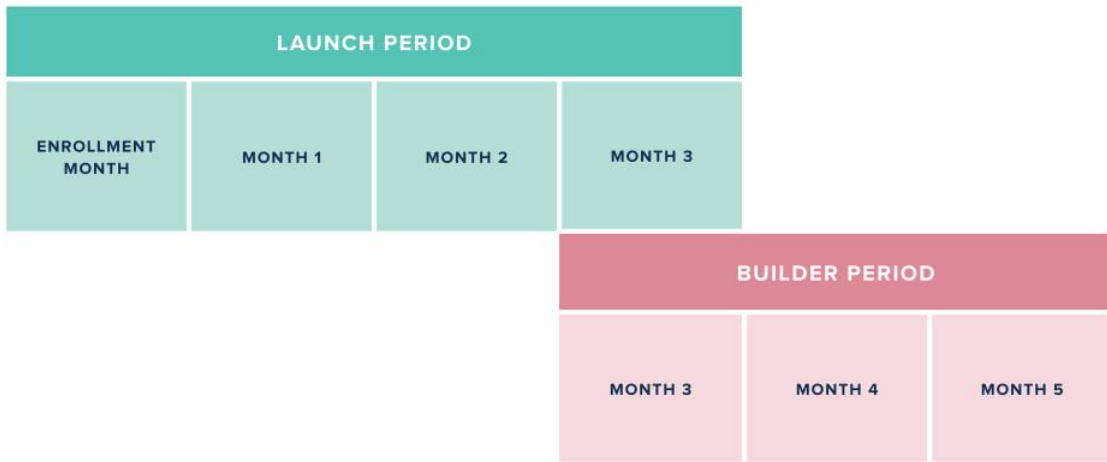 LAUNCH PERIOD
ENROLLMENT
MONTH
MONTH 1
MONTH 2
MONTH 3
BUILDER PERIOD
MONTH 3
MONTH 4
MONTH 5